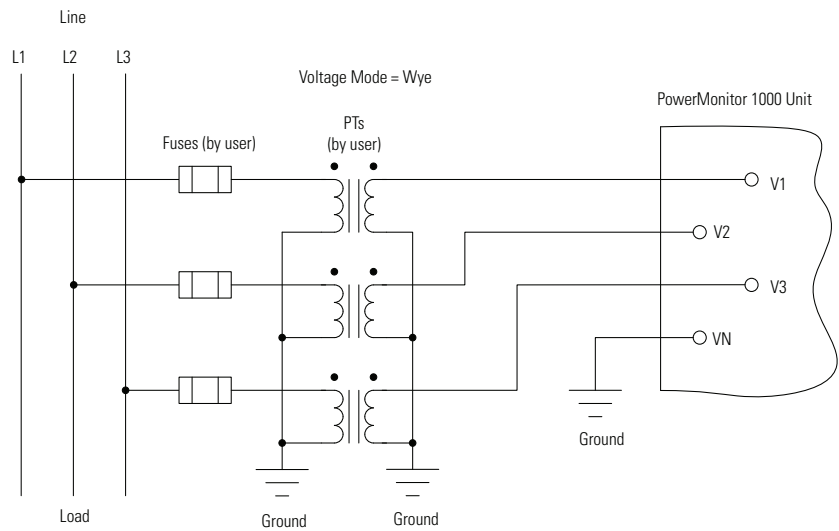 Line
L1
L2
L3
Voltage Mode = Wye
PowerMonitor 1000 Unit
Fuses (by user)
PTs
(by user)
V1
V2
V3
VN
Ground
Load
Ground
Ground